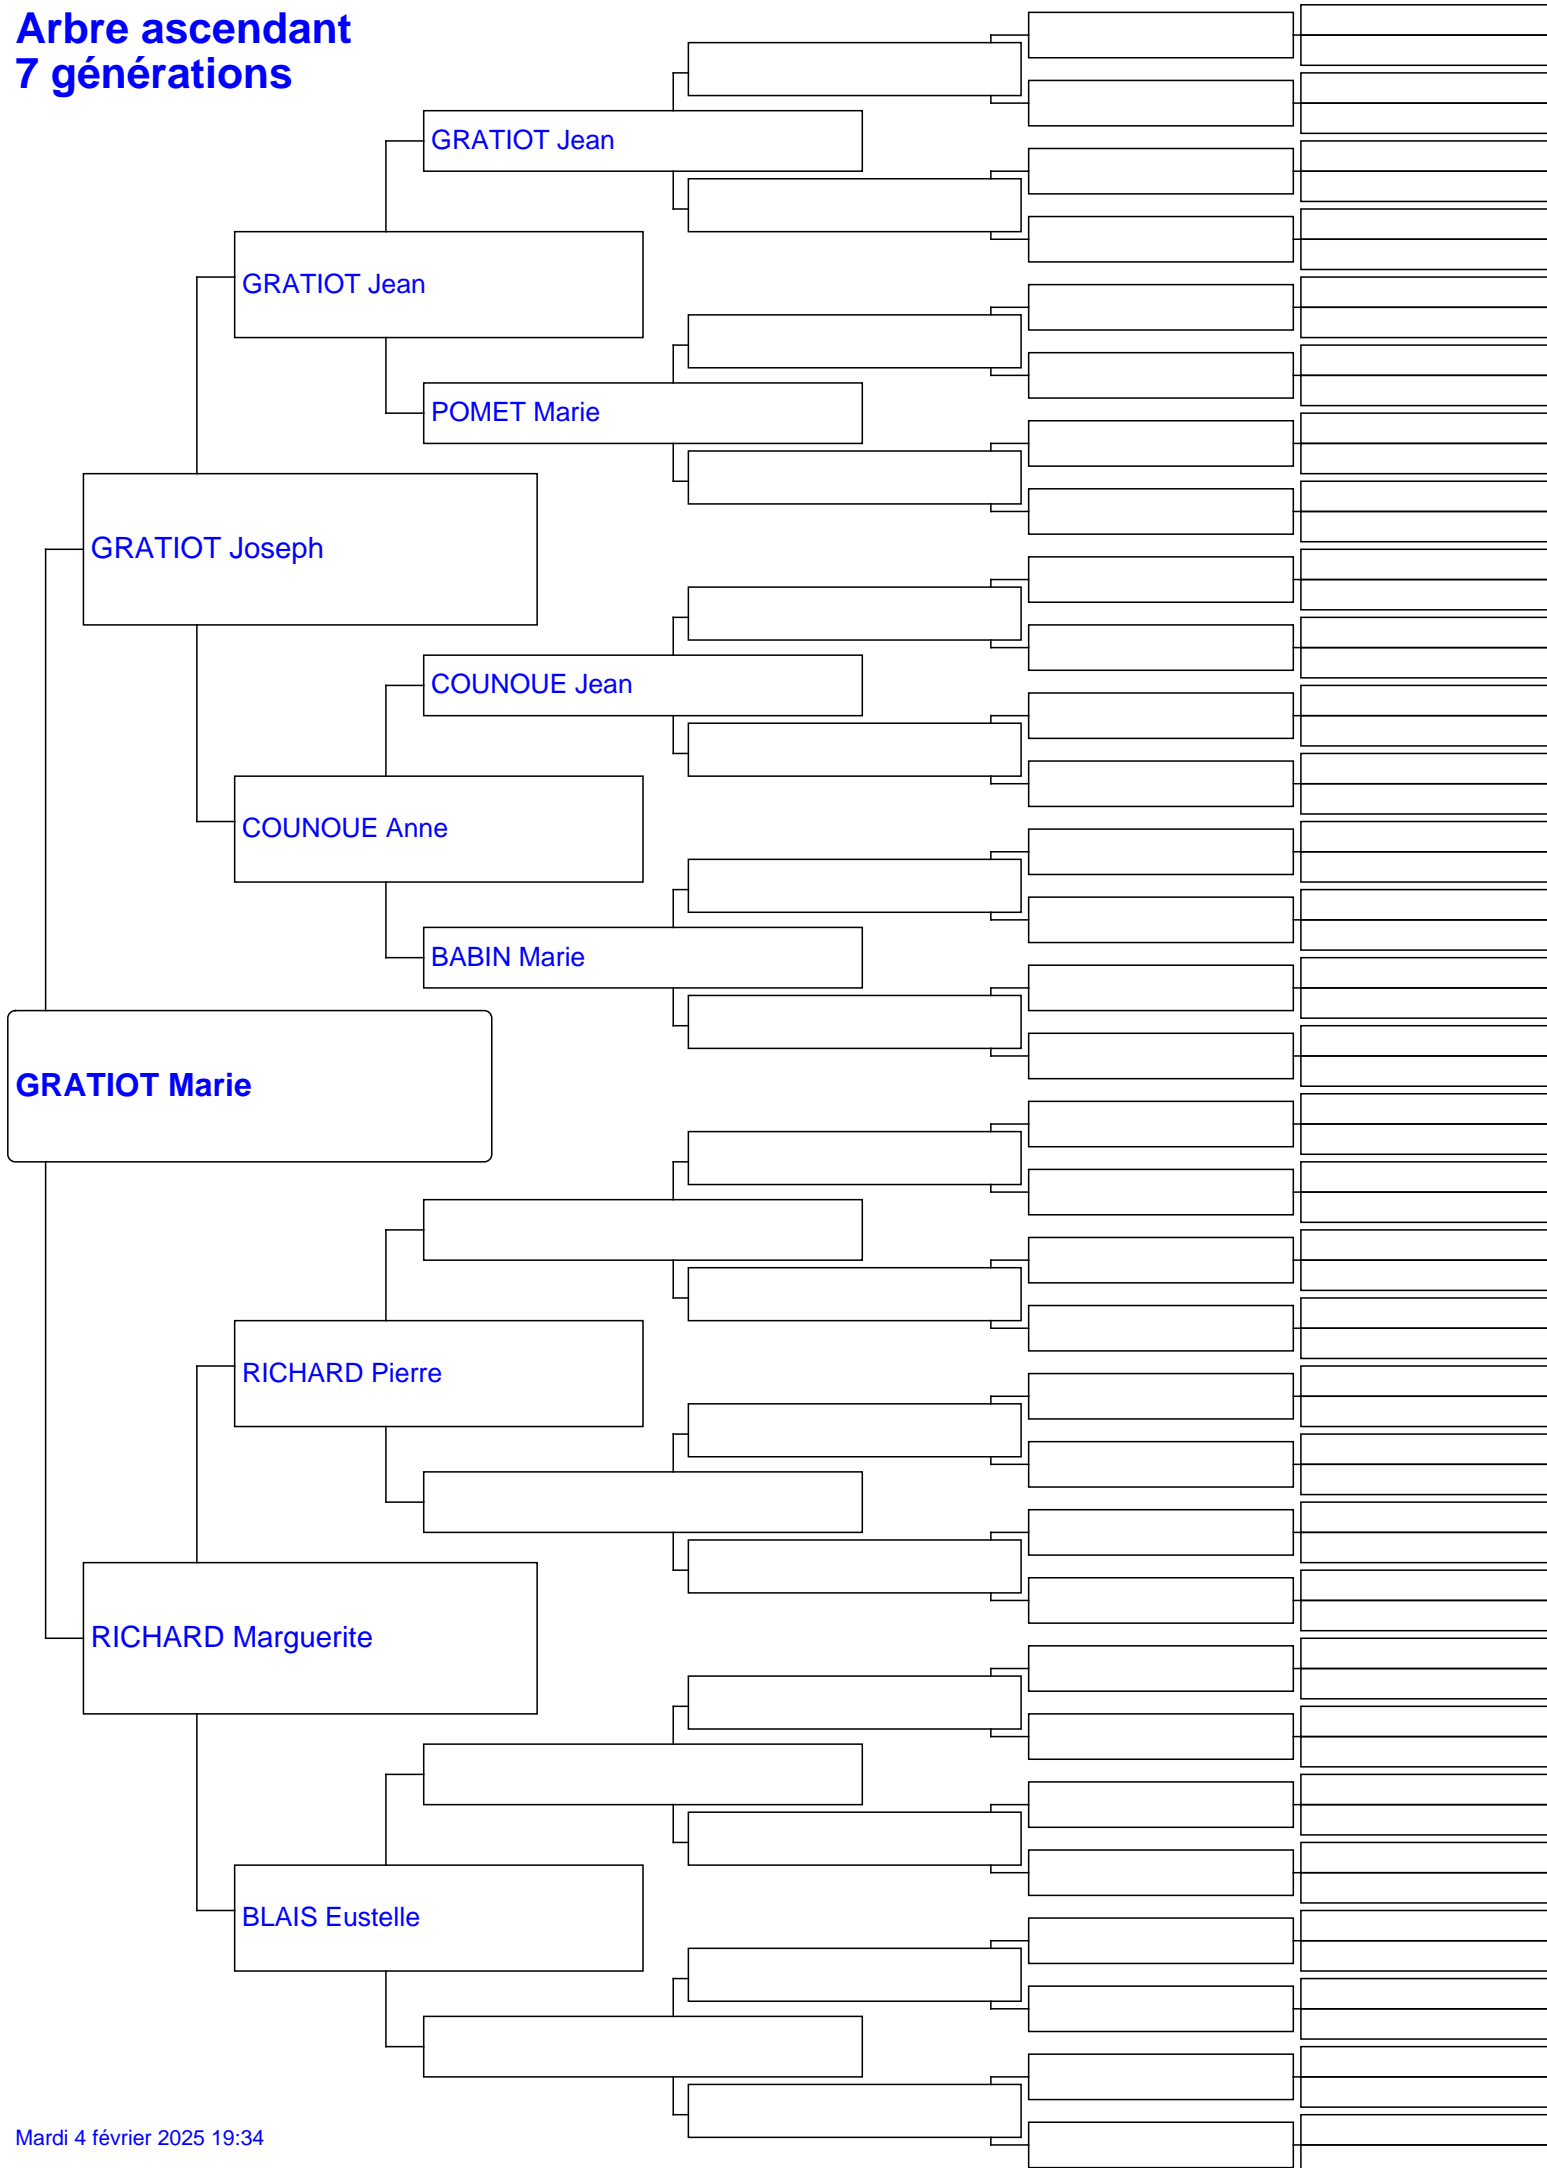 Arbre ascendant
7 générations
GRATIOT Jean
GRATIOT Jean
POMET Marie
GRATIOT Joseph
COUNOUE Jean
COUNOUE Anne
BABIN Marie
GRATIOT Marie
RICHARD Pierre
RICHARD Marguerite
BLAIS Eustelle
Mardi 4 février 2025 19:34